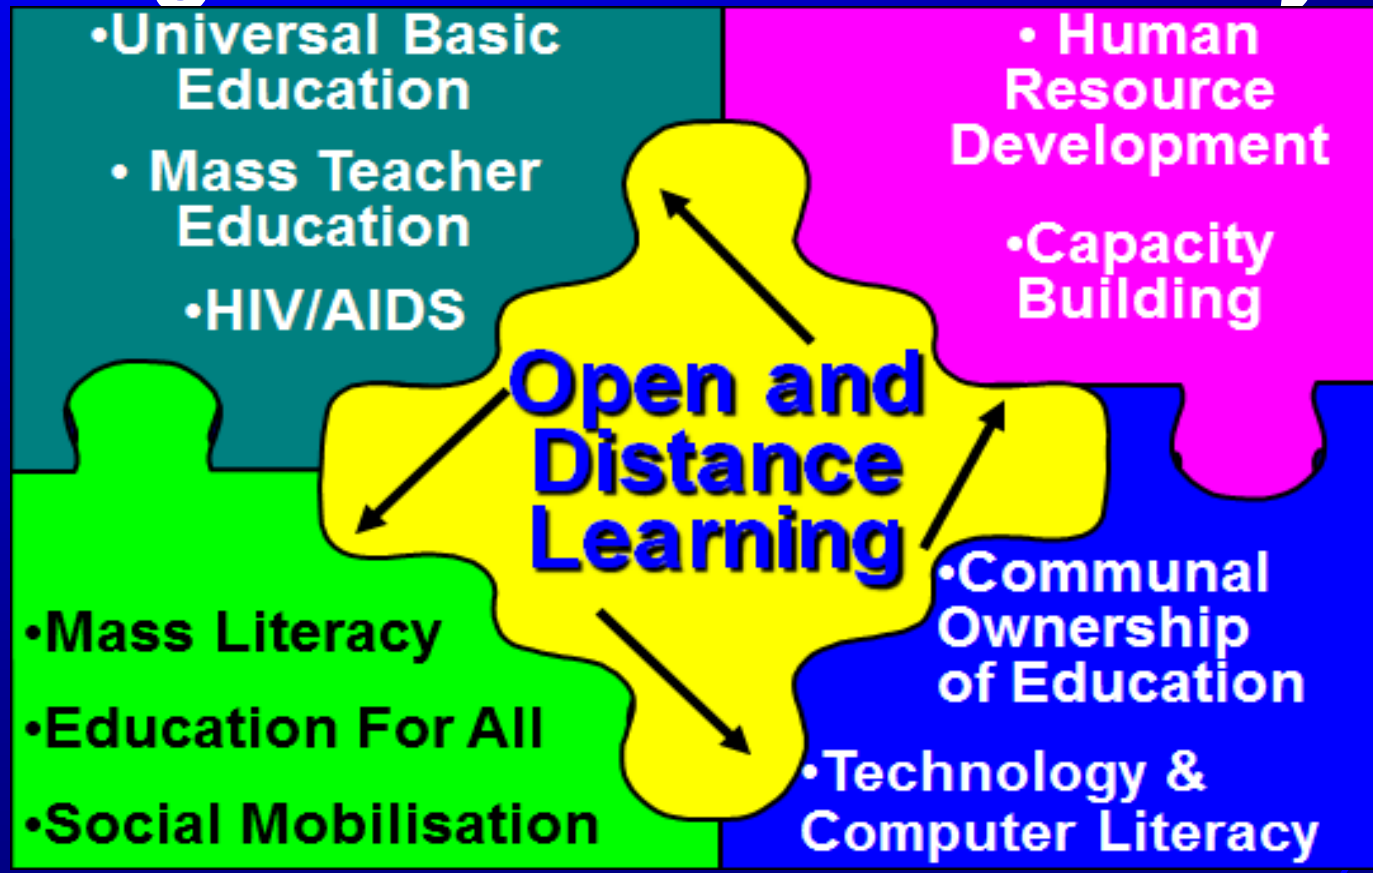 •Universal Basic
Education
• Mass Teacher
Education
•HIV/AIDS
• Human
Resource
Development
•Capacity
Building
Open and
Distance
Learning
•Mass Literacy
•Education For All
•Social Mobilisation
•Communal
Ownership
of Education
•Technology &
Computer Literacy